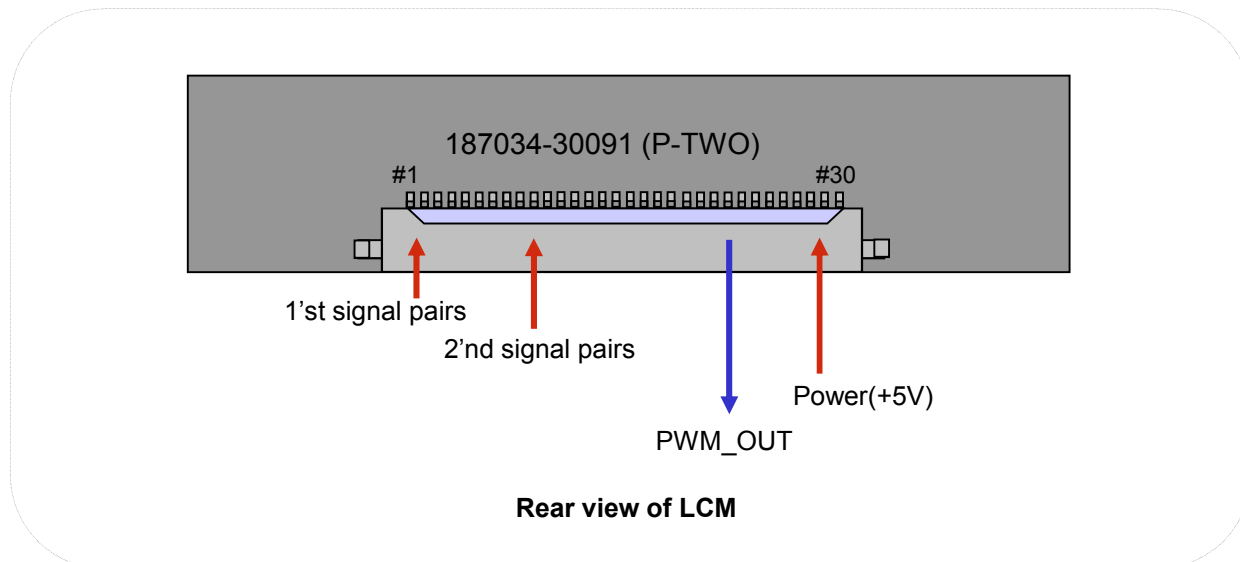 187034-30091 (P-TWO)
#1 #30
1'st signal pairs
2'nd signal pairs
Power(+5V)
PWM_OUT
Rear view of LCM